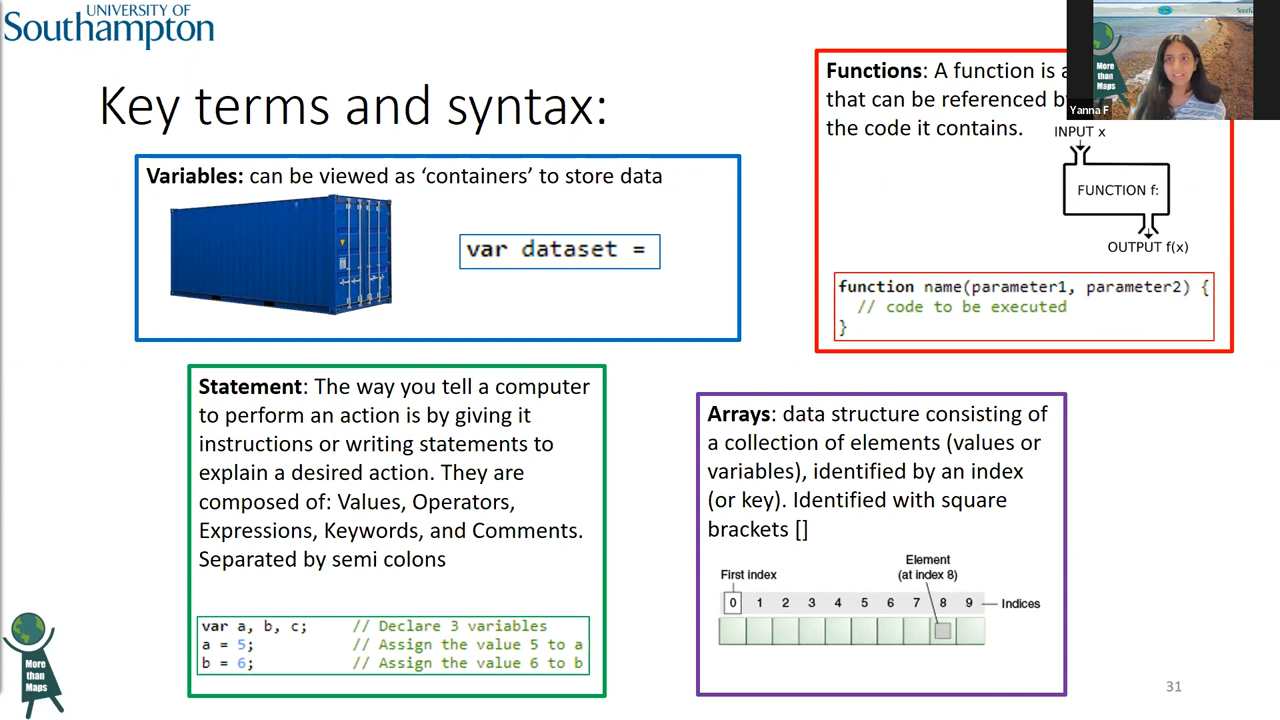 UNIVERSITY OF
Southampton
Key terms and syntax:
Variables: can be viewed as ‘containers’ to store data
var dataset =
Functions: A function is a
that can be referenced b
the code it contains.
INPUT x
FUNCTION f:
OUTPUT f(x)
function name(parameter1, parameter2) {
// code to be executed
}
More
than
Maps
Yanna F
Statement: The way you tell a computer
to perform an action is by giving it
instructions or writing statements to
explain a desired action. They are
composed of: Values, Operators,
Expressions, Keywords, and Comments.
Separated by semi colons
var a, b, c; // Declare 3 variables
a = 5; // Assign the value 5 to a
b = 6; // Assign the value 6 to b
Arrays: data structure consisting of
a collection of elements (values or
variables), identified by an index
(or key). Identified with square
brackets []
Element
(at index 8)
First index
0 1 2 3 4 5 6 7 8 9 Indices
More
than
Maps
31